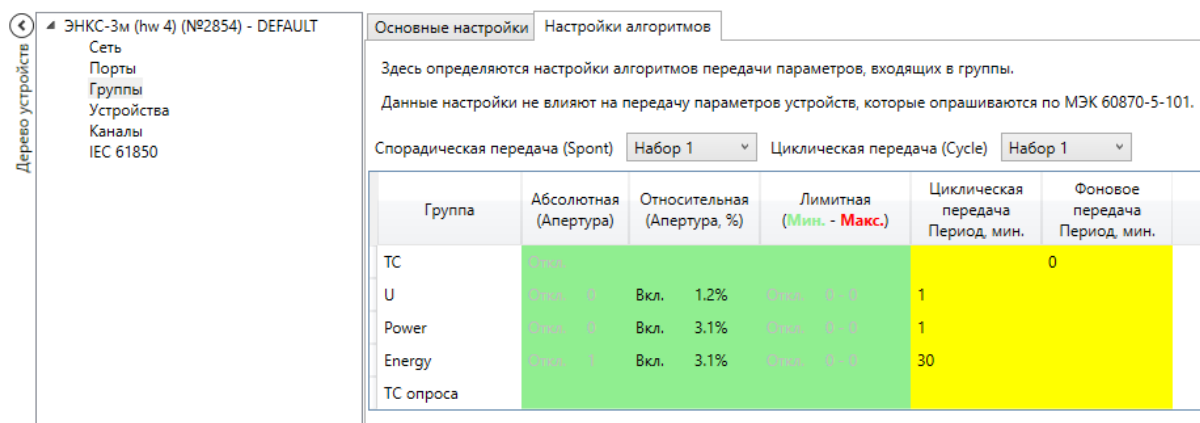 Дерево устройств
ЭНКС-3м (hw 4) (№2854) - DEFAULT
Сеть
Порты
Группы
Устройства
Каналы
IEC 61850
Основные настройки Настройки алгоритмов
Здесь определяются настройки алгоритмов передачи параметров, входящих в группы.
Данные настройки не влияют на передачу параметров устройств, которые опрашиваются по МЭК 60870-5-101.
Спорадическая передача (Spont) Набор 1 Циклическая передача (Cycle) Набор 1
Группа
Абсолютная
(Апертура)
Относительная
(Апертура, %)
Лимитная
(Мин. - Макс.)
Циклическая
передача
Период, мин.
Фоновое
передача
Период, мин.
ТС Откл. 0
U Откл. 0 Вкл. 1.2% Откл. 0 - 0 1
Power Откл. 0 Вкл. 3.1% Откл. 0 - 0 1
Energy Откл. 1 Вкл. 3.1% Откл. 0 - 0 30
ТС опроса